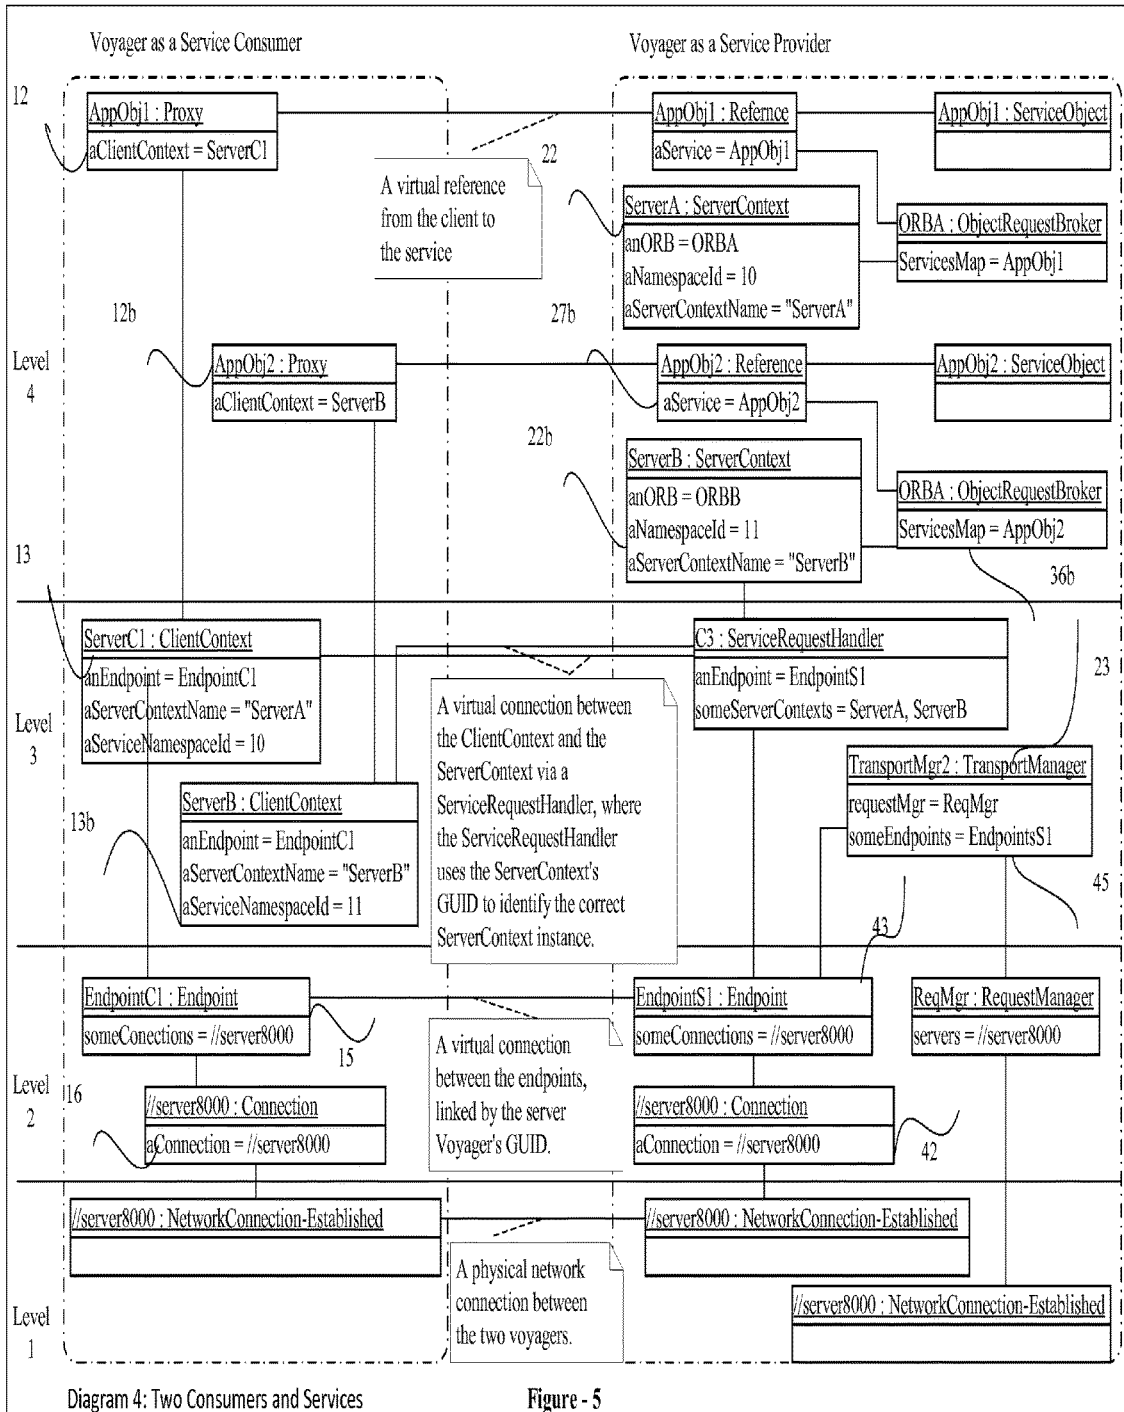 Voyager as a Service Consumer
Voyager as a Service Provider
12
AppObj1 : Proxy
aClientContext = ServerC1
AppObj1 : Refernce
aService = AppObj1
AppObj1 : ServiceObject
22
A virtual reference
from the client to
the service
ServerA : ServerContext
anORB = ORBA
aNamespaceId = 10
aServerContextName = "ServerA"
ORBA : ObjectRequestBroker
ServicesMap = AppObj1
12b
27b
Level
4
AppObj2 : Proxy
aClientContext = ServerB
AppObj2 : Reference
aService = AppObj2
AppObj2 : ServiceObject
22b
ServerB : ServerContext
anORB = ORBB
aNamespaceId = 11
aServerContextName = "ServerB"
ORBA : ObjectRequestBroker
ServicesMap = AppObj2
13
36b
ServerC1 : ClientContext
anEndpoint = EndpointC1
aServerContextName = "ServerA"
aServiceNamespaceId = 10
C3 : ServiceRequestHandler
anEndpoint = EndpointS1
someServerContexts = ServerA, ServerB
23
Level
3
A virtual connection between
the ClientContext and the
ServerContext via a
ServiceRequestHandler, where
the ServiceRequestHandler
uses the ServerContext's
GUID to identify the correct
ServerContext instance.
TransportMgr2 : TransportManager
requestMgr = ReqMgr
someEndpoints = EndpointsS1
13b
ServerB : ClientContext
anEndpoint = EndpointC1
aServerContextName = "ServerB"
aServiceNamespaceId = 11
45
43
EndpointC1 : Endpoint
someConections = //server8000
EndpointS1 : Endpoint
someConnections = //server8000
ReqMgr : RequestManager
servers = //server8000
15
A virtual connection
between the endpoints,
linked by the server
Voyager's GUID.
Level
2
16
//server8000 : Connection
aConnection = //server8000
//server8000 : Connection
aConnection = //server8000
42
//server8000 : NetworkConnection-Established
//server8000 : NetworkConnection-Established
A physical network
connection between
the two voyagers.
//server8000 : NetworkConnection-Established
Level
1
Diagram 4: Two Consumers and Services
Figure - 5